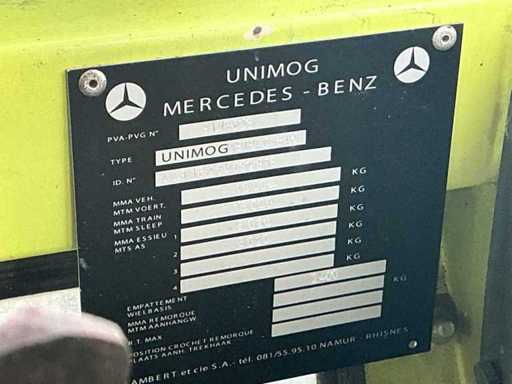 UNIMOG
MERCEDES - BENZ
PVA-PVG N°
TYPE UNIMOG
ID. N°
MMA VEH. KG
MTM VOERT.
MMA TRAIN KG
MTM SLEEP
MMA ESSIEU 1 KG
MTS AS 2 KG
3 KG
4
EMPATTEMENT KG
WIELBASIS
MMA REMORQUE
MTM AANHANGW
R.T. MAX
POSITION CROCHET REMORQUE
PLAATS AANH. TREKHAAK
AMBERT et cie S.A.- tél. 081/55.95.10 NAMUR - RHISNES